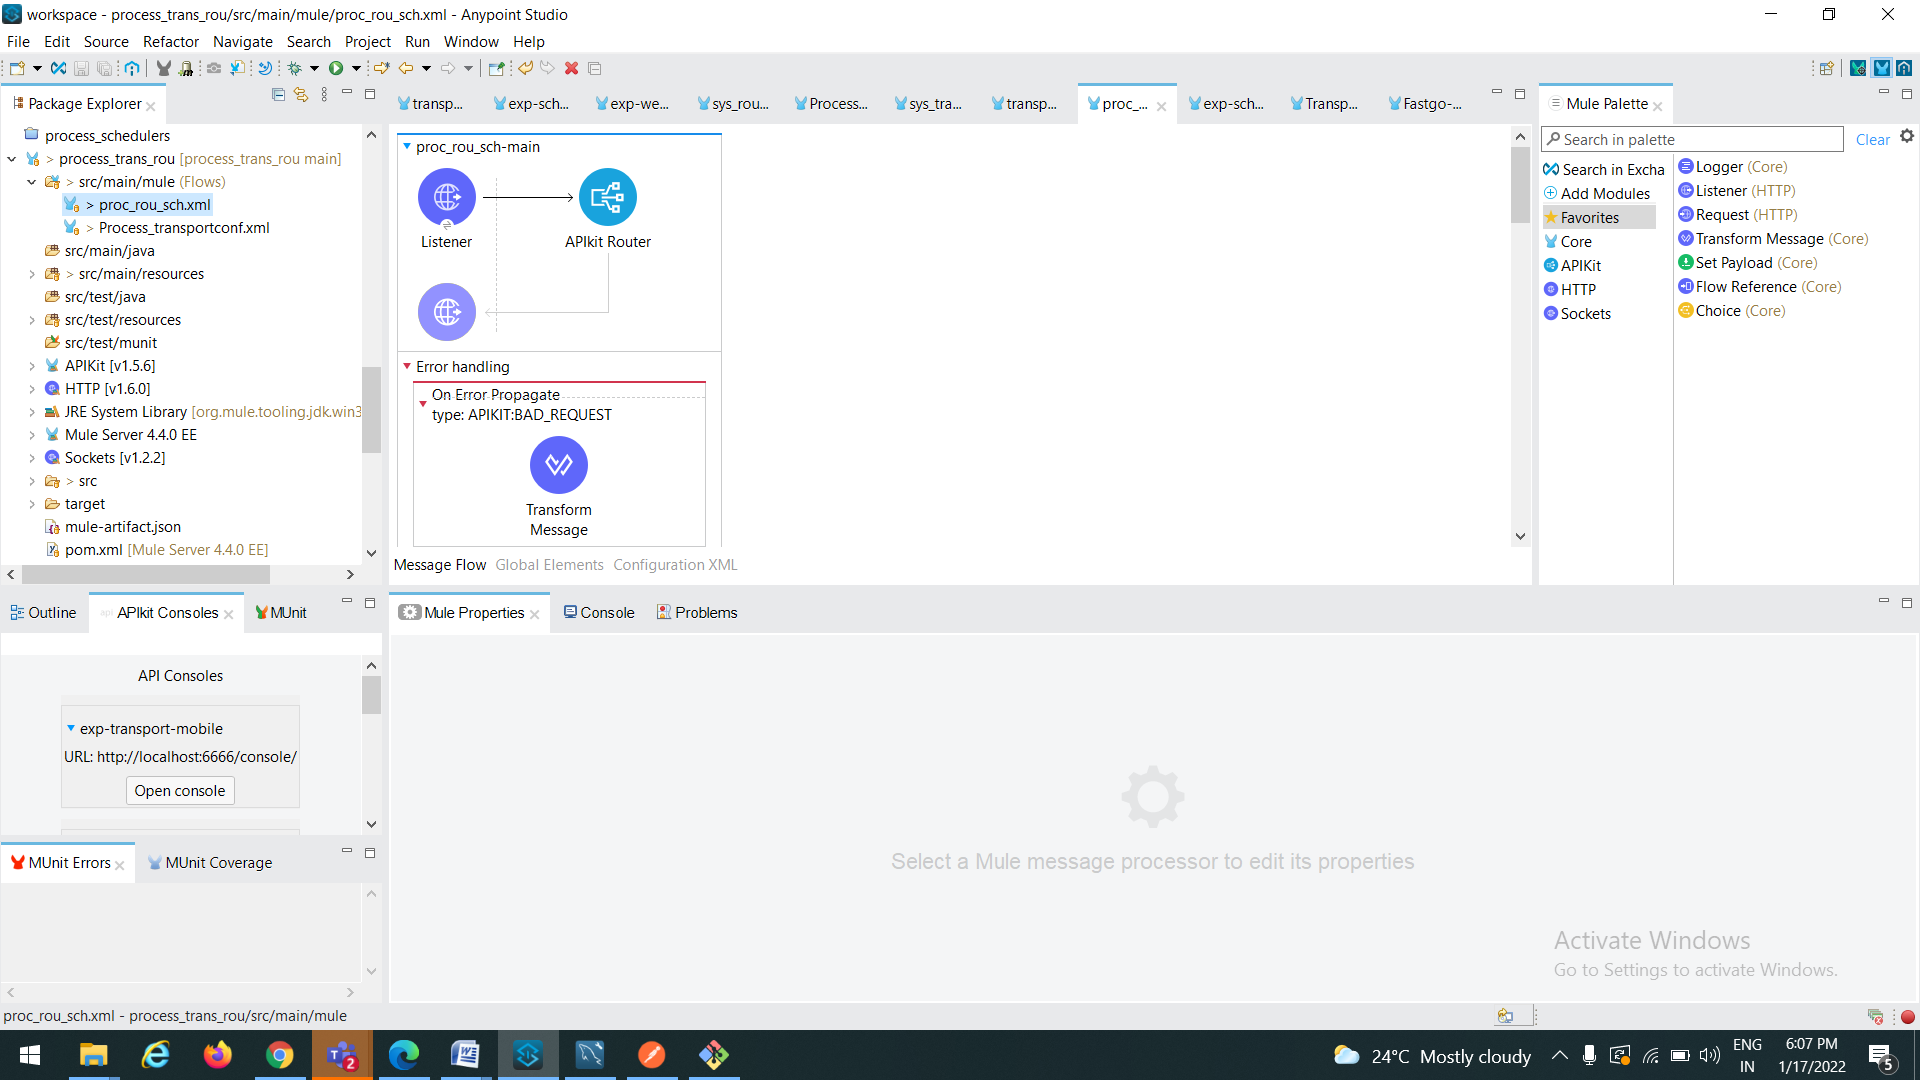 workspace - process_trans_rou/src/main/mule/proc_rou_sch.xml - Anypoint Studio
File Edit Source Refactor Navigate Search Project Run Window Help
Package Explorer
process_schedulers
> process_trans_rou [process_trans_rou main]
> src/main/mule (Flows)
> proc_rou_sch.xml
> Process_transportconf.xml
src/main/java
> src/main/resources
src/test/java
src/test/resources
src/test/munit
APIKit [v1.5.6]
HTTP [v1.6.0]
JRE System Library [org.mule.tooling.jdk.win3
Mule Server 4.4.0 EE
Sockets [v1.2.2]
> src
target
mule-artifact.json
pom.xml [Mule Server 4.4.0 EE]
transp... exp-sch... exp-we... sys_rou... Process... sys_tra... transp... proc_... exp-sch... Transp... Fastgo-...
proc_rou_sch-main
Listener
APIkit Router
Error handling
On Error Propagate
type: APIKIT:BAD_REQUEST
Transform
Message
Message Flow Global Elements Configuration XML
Mule Palette
Search in palette
Clear
Search in Excha
Add Modules
Favorites
Core
APIKit
HTTP
Sockets
Logger (Core)
Listener (HTTP)
Request (HTTP)
Transform Message (Core)
Set Payload (Core)
Flow Reference (Core)
Choice (Core)
Outline APIkit Consoles MUnit
API Consoles
exp-transport-mobile
URL: http://localhost:6666/console/
Open console
MUnit Errors MUnit Coverage
Mule Properties Console Problems
Select a Mule message processor to edit its properties
Activate Windows
Go to Settings to activate Windows.
proc_rou_sch.xml - process_trans_rou/src/main/mule
2
24°C Mostly cloudy
ENG
IN
6:07 PM
1/17/2022
5